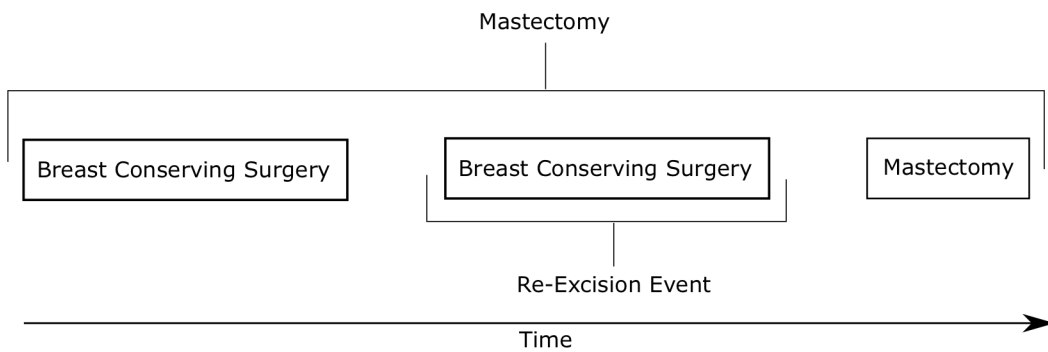 Mastectomy
Breast Conserving Surgery
Breast Conserving Surgery
Mastectomy
Re-Excision Event
Time